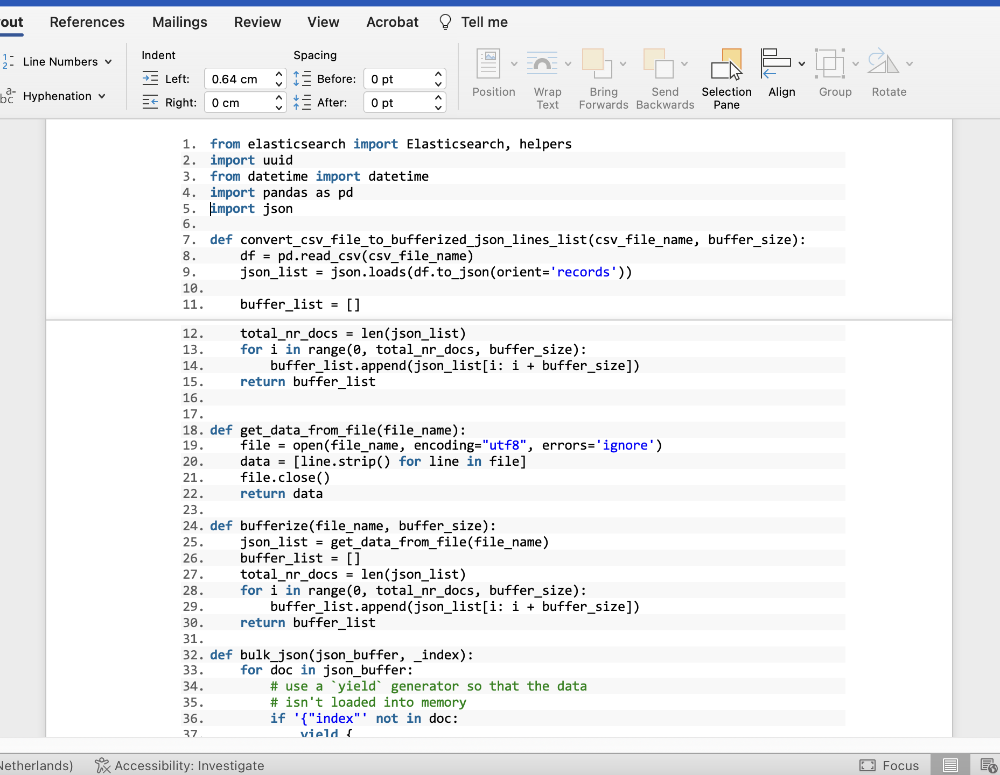 out References Mailings Review View Acrobat Tell me
1 2 Line Numbers
Indent Spacing
Left: 0.64 cm Before: 0 pt
a- bc Hyphenation
Right: 0 cm After: 0 pt
Position Wrap Text Bring Forwards Send Backwards Selection Pane Align Group Rotate
1. from elasticsearch import Elasticsearch, helpers
2. import uuid
3. from datetime import datetime
4. import pandas as pd
5. import json
6.
7. def convert_csv_file_to_bufferized_json_lines_list(csv_file_name, buffer_size):
8.     df = pd.read_csv(csv_file_name)
9.     json_list = json.loads(df.to_json(orient='records'))
10.
11.     buffer_list = []
12.     total_nr_docs = len(json_list)
13.     for i in range(0, total_nr_docs, buffer_size):
14.         buffer_list.append(json_list[i: i + buffer_size])
15.     return buffer_list
16.
17.
18. def get_data_from_file(file_name):
19.     file = open(file_name, encoding="utf8", errors='ignore')
20.     data = [line.strip() for line in file]
21.     file.close()
22.     return data
23.
24. def bufferize(file_name, buffer_size):
25.     json_list = get_data_from_file(file_name)
26.     buffer_list = []
27.     total_nr_docs = len(json_list)
28.     for i in range(0, total_nr_docs, buffer_size):
29.         buffer_list.append(json_list[i: i + buffer_size])
30.     return buffer_list
31.
32. def bulk_json(json_buffer, _index):
33.     for doc in json_buffer:
34.         # use a `yield` generator so that the data
35.         # isn't loaded into memory
36.         if '{"index"' not in doc:
37.             yield {
Netherlands) Accessibility: Investigate Focus